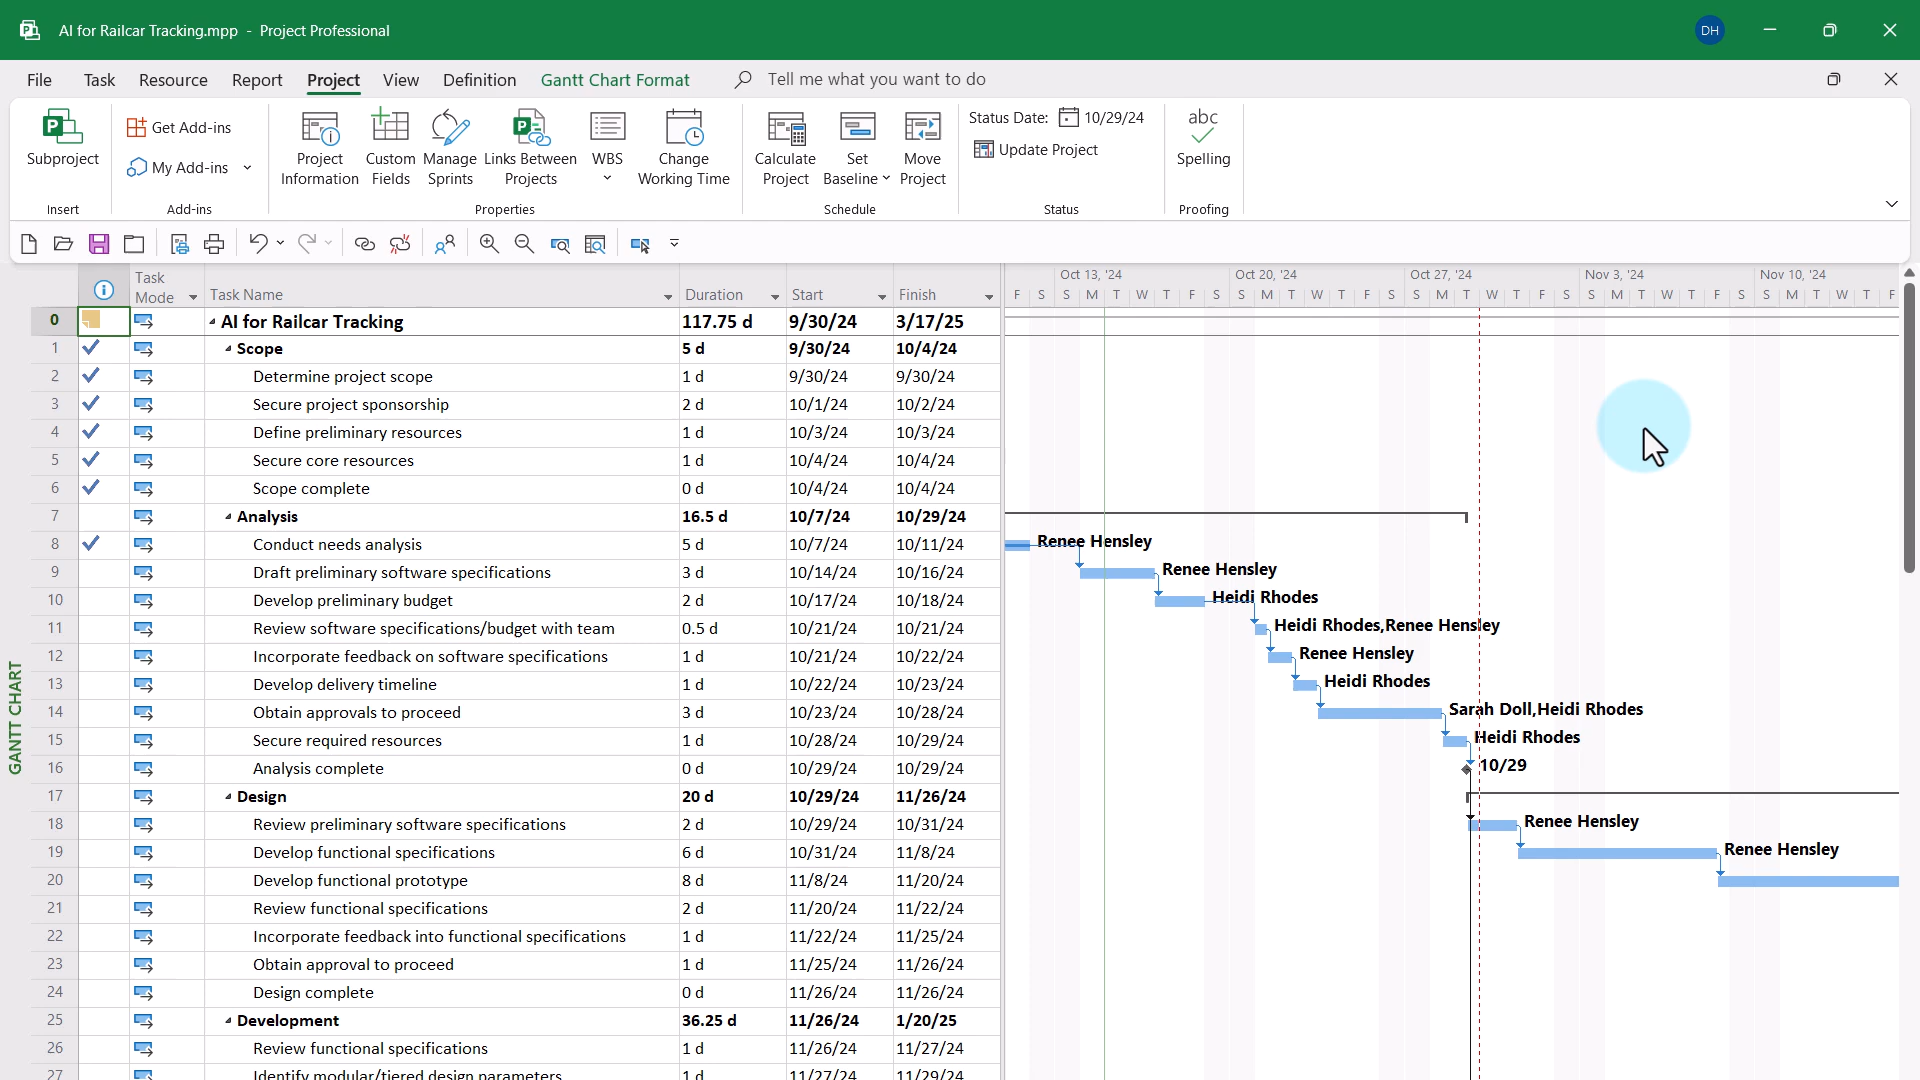 AI for Railcar Tracking.mpp - Project Professional
DH
File Task Resource Report Project View Definition Gantt Chart Format Tell me what you want to do
Subproject
Insert
Get Add-ins
My Add-ins
Add-ins
Project Information
Custom Fields
Manage Sprints
Links Between Projects
WBS
Change Working Time
Properties
Calculate Project
Set Baseline
Move Project
Schedule
Status Date: 10/29/24
Update Project
Status
abc
Spelling
Proofing
Task Mode Task Name Duration Start Finish
Oct 13, '24 Oct 20, '24 Oct 27, '24 Nov 3, '24 Nov 10, '24
F S S M T W T F S S M T W T F S S M T W T F S S M T W T F S S M T W T F
0 AI for Railcar Tracking 117.75 d 9/30/24 3/17/25
1 Scope 5 d 9/30/24 10/4/24
2 Determine project scope 1 d 9/30/24 9/30/24
3 Secure project sponsorship 2 d 10/1/24 10/2/24
4 Define preliminary resources 1 d 10/3/24 10/3/24
5 Secure core resources 1 d 10/4/24 10/4/24
6 Scope complete 0 d 10/4/24 10/4/24
7 Analysis 16.5 d 10/7/24 10/29/24
8 Conduct needs analysis 5 d 10/7/24 10/11/24 Renee Hensley
9 Draft preliminary software specifications 3 d 10/14/24 10/16/24 Renee Hensley
10 Develop preliminary budget 2 d 10/17/24 10/18/24 Heidi Rhodes
11 Review software specifications/budget with team 0.5 d 10/21/24 10/21/24 Heidi Rhodes,Renee Hensley
12 Incorporate feedback on software specifications 1 d 10/21/24 10/22/24 Renee Hensley
13 Develop delivery timeline 1 d 10/22/24 10/23/24 Heidi Rhodes
14 Obtain approvals to proceed 3 d 10/23/24 10/28/24 Sarah Doll,Heidi Rhodes
15 Secure required resources 1 d 10/28/24 10/29/24 Heidi Rhodes
16 Analysis complete 0 d 10/29/24 10/29/24 10/29
17 Design 20 d 10/29/24 11/26/24
18 Review preliminary software specifications 2 d 10/29/24 10/31/24 Renee Hensley
19 Develop functional specifications 6 d 10/31/24 11/8/24 Renee Hensley
20 Develop functional prototype 8 d 11/8/24 11/20/24
21 Review functional specifications 2 d 11/20/24 11/22/24
22 Incorporate feedback into functional specifications 1 d 11/22/24 11/25/24
23 Obtain approval to proceed 1 d 11/25/24 11/26/24
24 Design complete 0 d 11/26/24 11/26/24
25 Development 36.25 d 11/26/24 1/20/25
26 Review functional specifications 1 d 11/26/24 11/27/24
27 Identify modular/tiered design parameters 1 d 11/27/24 11/29/24
GANTT CHART